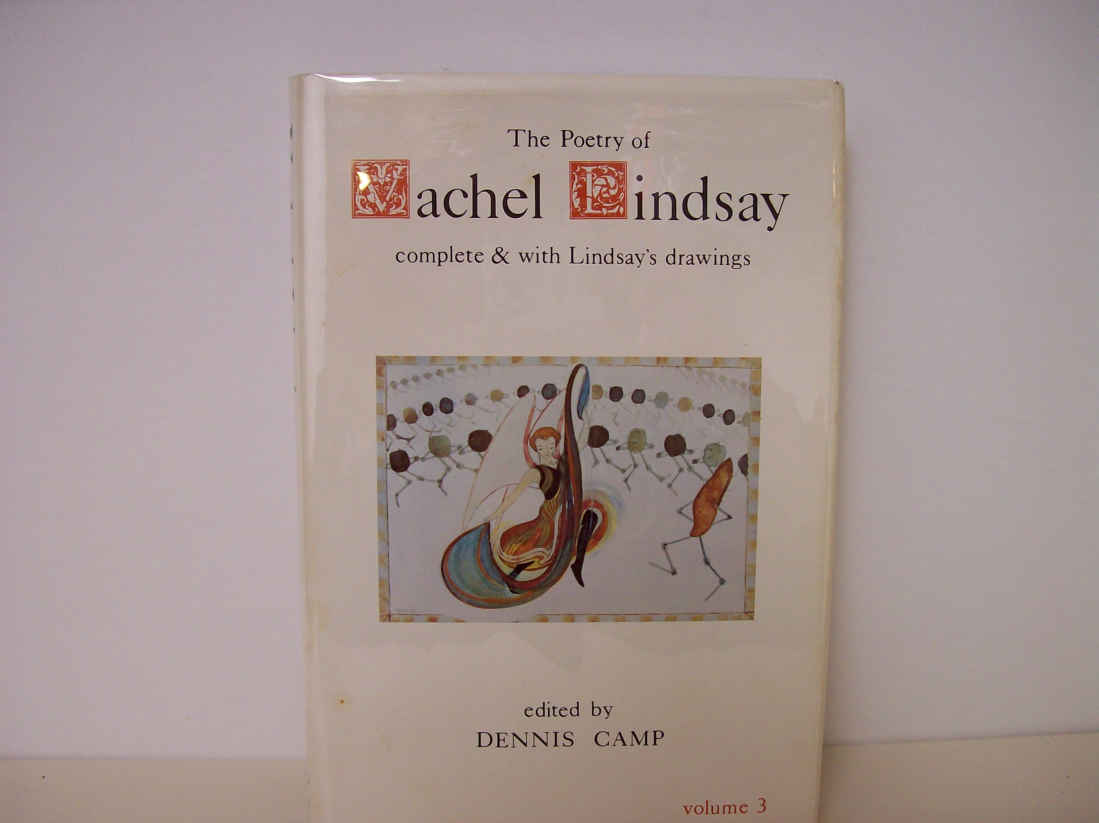 The Poetry of
Vachel Lindsay
complete & with Lindsay's drawings
edited by
DENNIS CAMP
volume 3